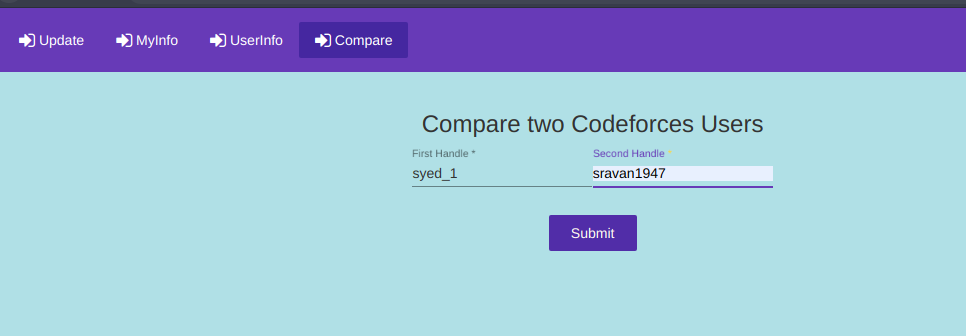 Update MyInfo UserInfo Compare
Compare two Codeforces Users
First Handle * Second Handle
syed_1 sravan1947
Submit